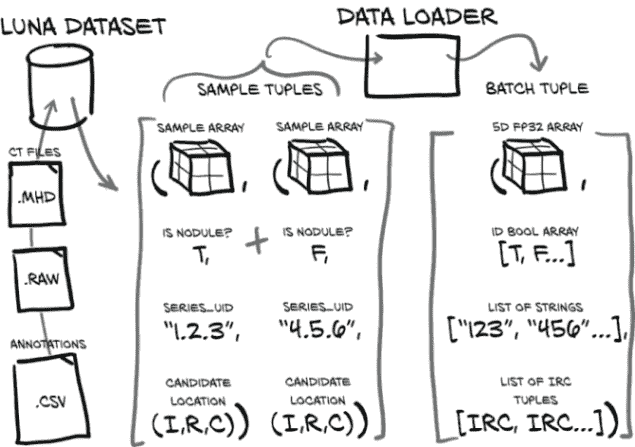 LUNA DATASET
DATA LOADER
SAMPLE TUPLES
BATCH TUPLE
CT FILES
.MHD
.RAW
ANNOTATIONS
.CSV
SAMPLE ARRAY
SAMPLE ARRAY
5D FP32 ARRAY
( , ( , ( ,
IS NODULE? + IS NODULE?
1D BOOL ARRAY
T, F,
[T, F...]
SERIES_UID SERIES_UID
LIST OF STRINGS
"1.2.3", "4.5.6",
["123", "456"...],
CANDIDATE CANDIDATE
LOCATION LOCATION
LIST OF IRC
TUPLES
(I,R,C)) (I,R,C))
[IRC, IRC...])